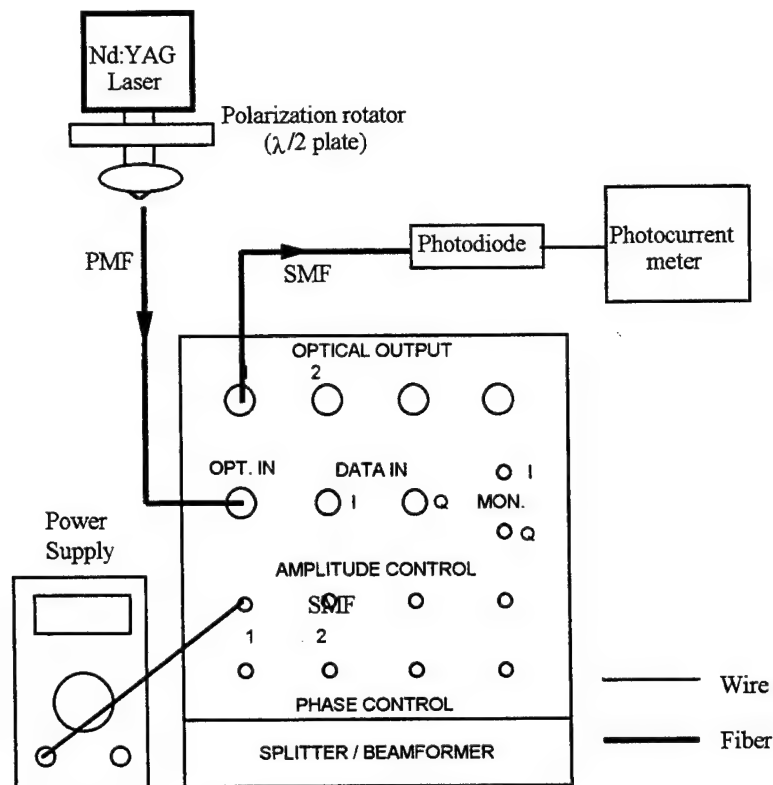 Nd:YAG
Laser
Polarization rotator
(λ/2 plate)
PMF
SMF
Photodiode
Photocurrent
meter
OPTICAL OUTPUT
1
2
OPT. IN
DATA IN
I
Q
MON.
I
Q
Power
Supply
AMPLITUDE CONTROL
SMF
1
2
PHASE CONTROL
SPLITTER / BEAMFORMER
Wire
Fiber